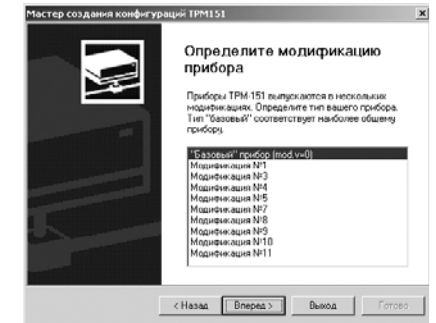 Мастер создания конфигураций ТРМ151
Определите модификацию
прибора
Приборы ТРМ-151 выпускаются в нескольких
модификациях. Определите тип вашего прибора.
Тип "базовый" соответствует наиболее общему
прибору.
"Базовый" прибор (mod.v=0)
Модификация №1
Модификация №3
Модификация №4
Модификация №5
Модификация №7
Модификация №8
Модификация №9
Модификация №10
Модификация №11
< Назад Вперед > Выход Готово